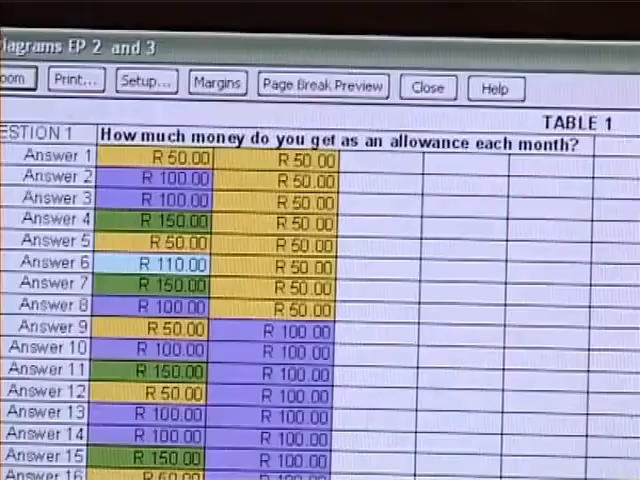 iagrams EP 2 and 3
oom Print... Setup... Margins Page Break Preview Close Help
TABLE 1
ESTION 1 How much money do you get as an allowance each month?
Answer 1 R 50.00 R 50.00
Answer 2 R 100.00 R 50.00
Answer 3 R 100.00 R 50.00
Answer 4 R 150.00 R 50.00
Answer 5 R 50.00 R 50.00
Answer 6 R 110.00 R 50.00
Answer 7 R 150.00 R 50.00
Answer 8 R 100.00 R 50.00
Answer 9 R 50.00 R 100.00
Answer 10 R 100.00 R 100.00
Answer 11 R 150.00 R 100.00
Answer 12 R 50.00 R 100.00
Answer 13 R 100.00 R 100.00
Answer 14 R 100.00 R 100.00
Answer 15 R 150.00 R 100.00
Answer 16